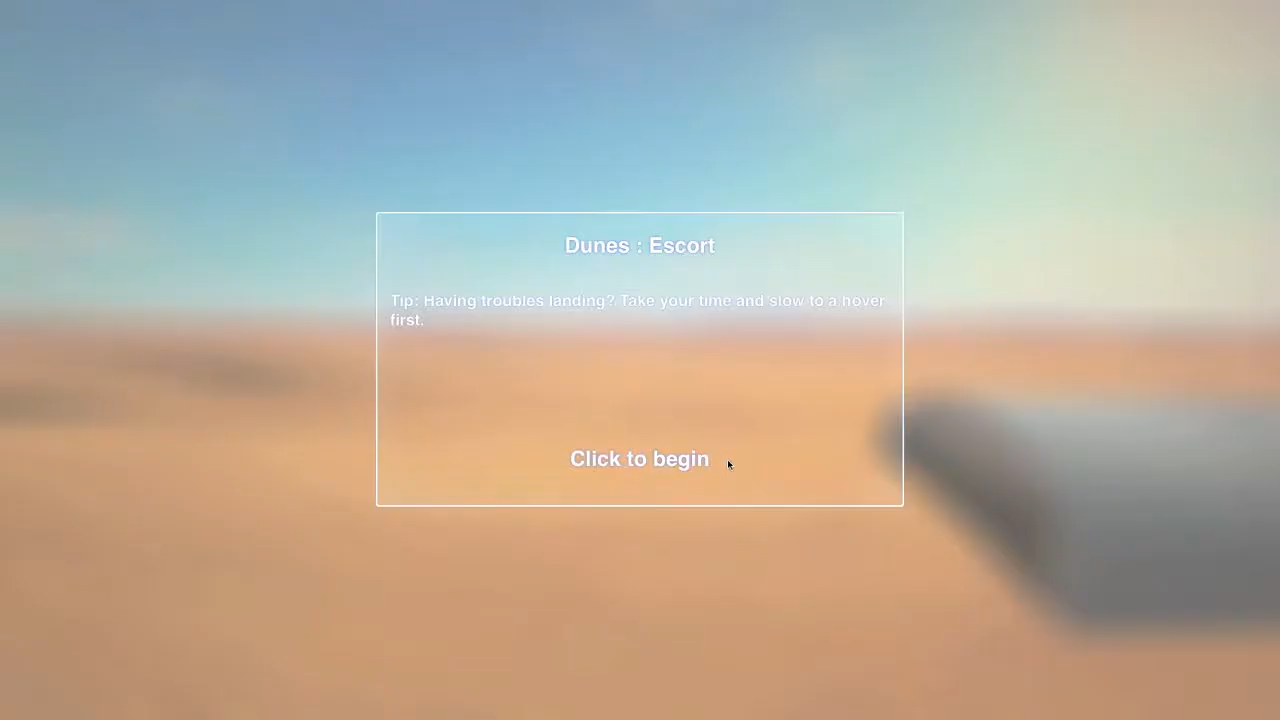 Dunes : Escort
Tip: Having troubles landing? Take your time and slow to a hover
first.
Click to begin